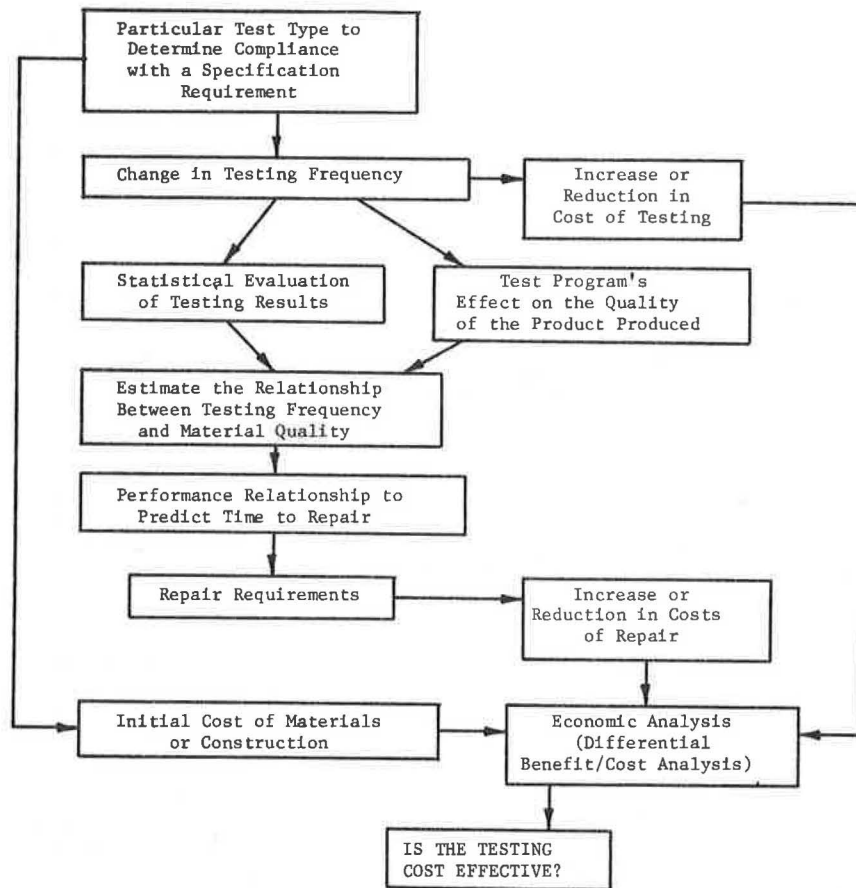 Particular Test Type to
Determine Compliance
with a Specification
Requirement
Change in Testing Frequency
Increase or
Reduction in
Cost of Testing
Statistical Evaluation
of Testing Results
Test Program's
Effect on the Quality
of the Product Produced
Estimate the Relationship
Between Testing Frequency
and Material Quality
Performance Relationship to
Predict Time to Repair
Repair Requirements
Increase or
Reduction in Costs
of Repair
Initial Cost of Materials
or Construction
Economic Analysis
(Differential
Benefit/Cost Analysis)
IS THE TESTING
COST EFFECTIVE?